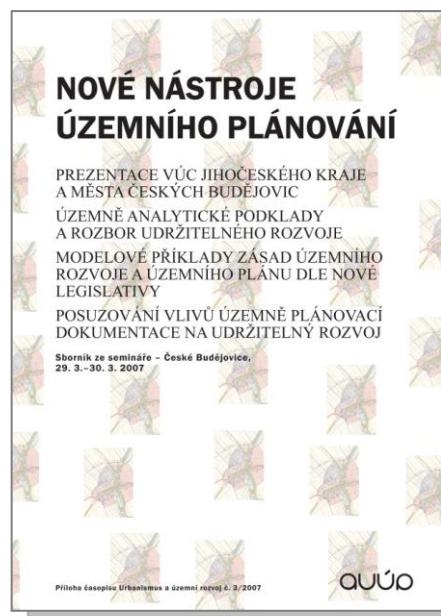 NOVÉ NÁSTROJE
ÚZEMNÍHO PLÁNOVÁNÍ
PREZENTACE VÚC JIHOČESKÉHO KRAJE
A MĚSTA ČESKÝCH BUDĚJOVIC
ÚZEMNĚ ANALYTICKÉ PODKLADY
A ROZBOR UDRŽITELNÉHO ROZVOJE
MODELOVÉ PŘÍKLADY ZÁSAD ÚZEMNÍHO
ROZVOJE A ÚZEMNÍHO PLÁNU DLE NOVÉ
LEGISLATIVY
POSUZOVÁNÍ VLIVŮ ÚZEMNĚ PLÁNOVACÍ
DOKUMENTACE NA UDRŽITELNÝ ROZVOJ
Sborník ze semináře – České Budějovice,
29. 3.–30. 3. 2007
Příloha časopisu Urbanismus a územní rozvoj č. 3/2007
auúp